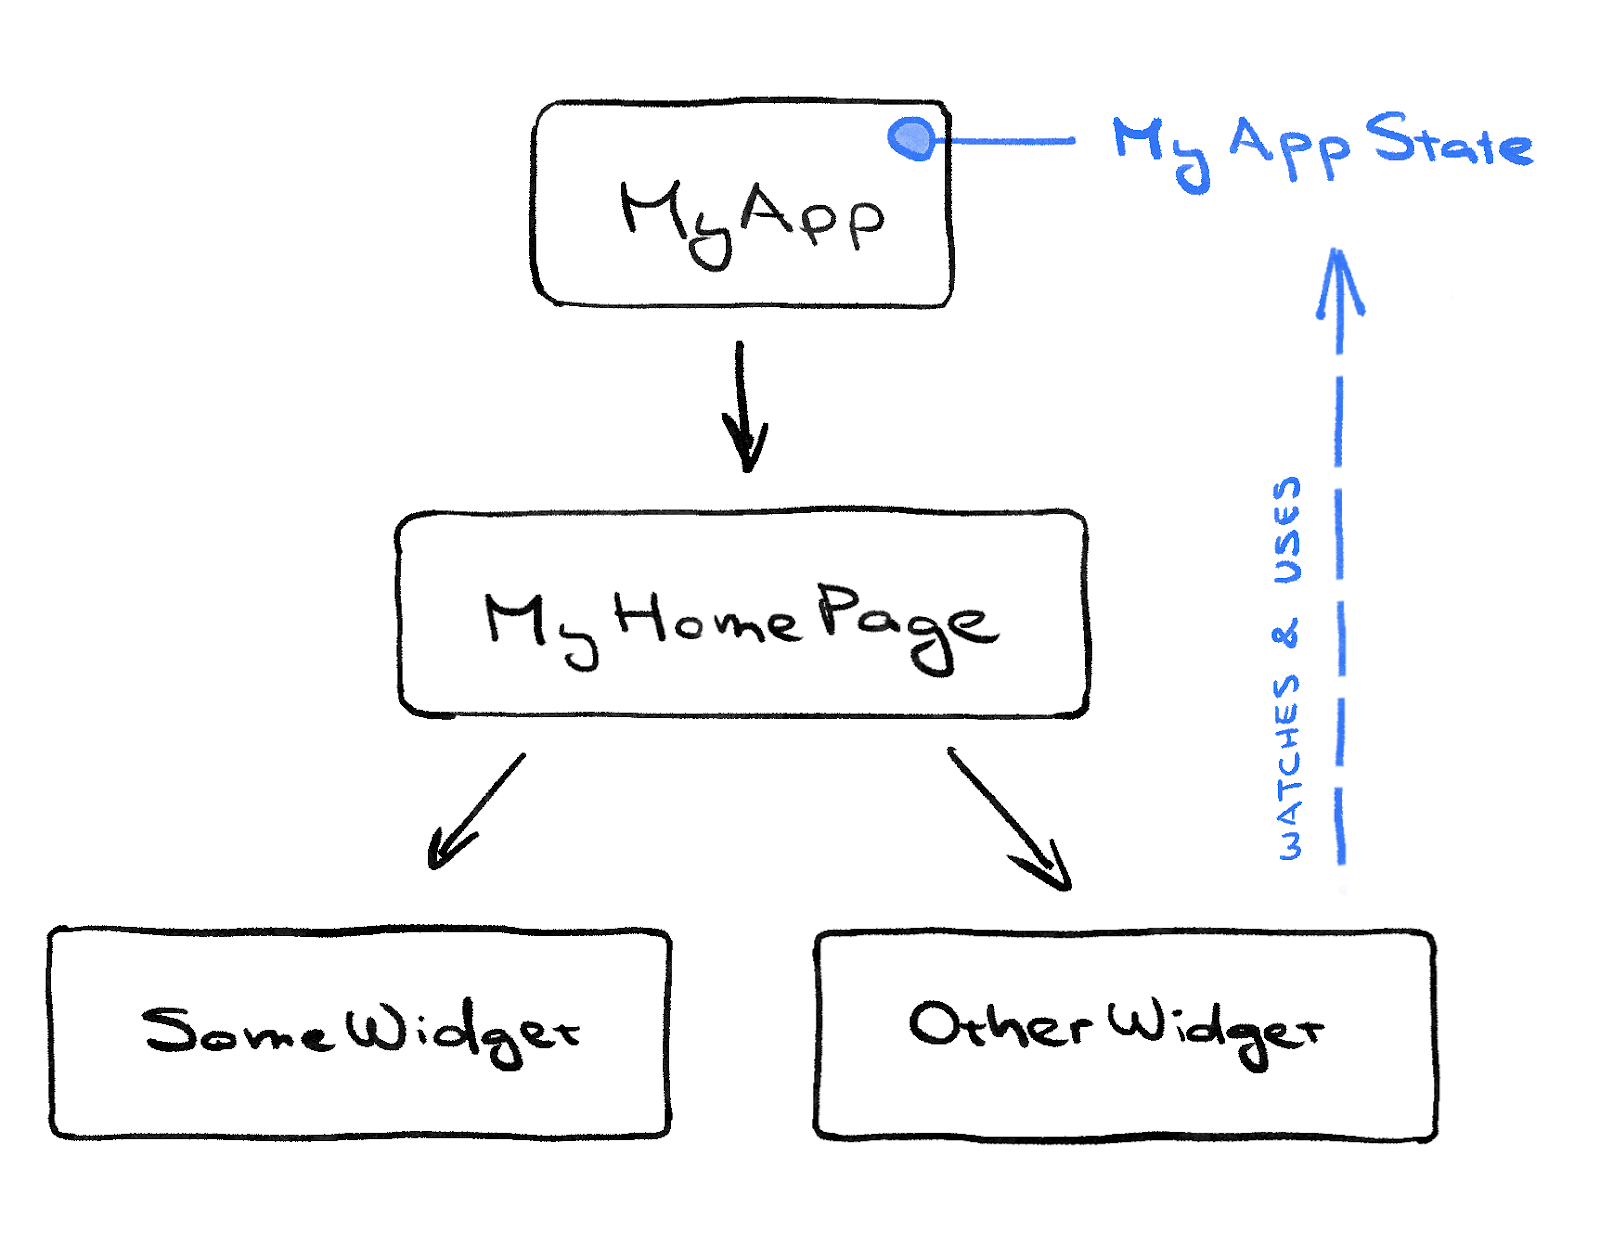 MyApp
MyAppState
MyHomePage
WATCHES & USES
SomeWidget
OtherWidget